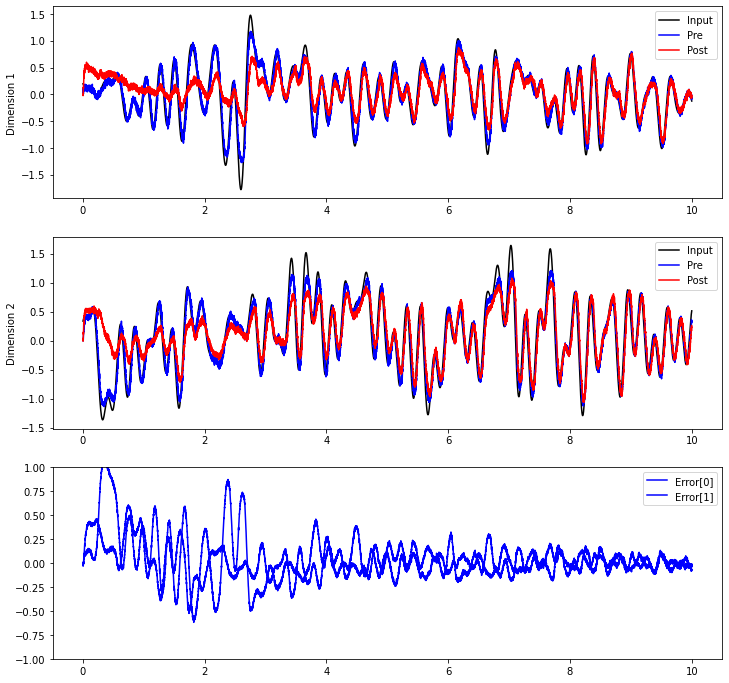 1.5
1.0
0.5
0.0
−0.5
−1.0
−1.5
Dimension 1
Input
Pre
Post
0 2 4 6 8 10
1.5
1.0
0.5
0.0
−0.5
−1.0
−1.5
Dimension 2
Input
Pre
Post
0 2 4 6 8 10
1.00
0.75
0.50
0.25
0.00
−0.25
−0.50
−0.75
−1.00
Error[0]
Error[1]
0 2 4 6 8 10